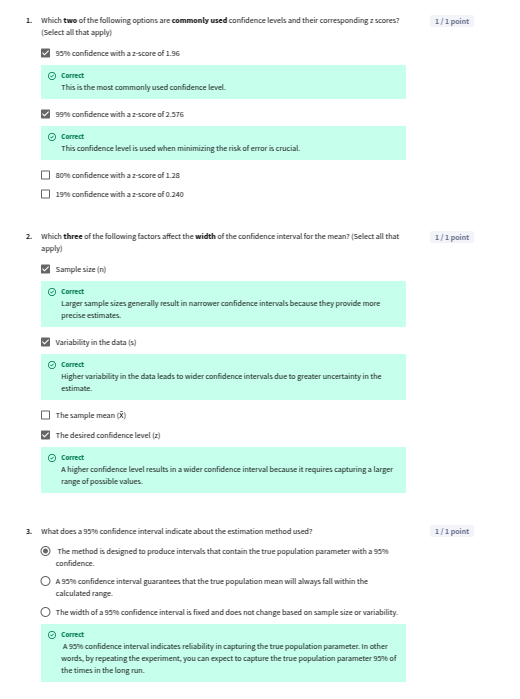 1. Which two of the following options are commonly used confidence levels and their corresponding z scores? 1 / 1 point
(Select all that apply)
95% confidence with a z-score of 1.96
Correct
This is the most commonly used confidence level.
99% confidence with a z-score of 2.576
Correct
This confidence level is used when minimizing the risk of error is crucial.
80% confidence with a z-score of 1.28
19% confidence with a z-score of 0.240
2. Which three of the following factors affect the width of the confidence interval for the mean? (Select all that 1 / 1 point
apply)
Sample size (n)
Correct
Larger sample sizes generally result in narrower confidence intervals because they provide more
precise estimates.
Variability in the data (s)
Correct
Higher variability in the data leads to wider confidence intervals due to greater uncertainty in the
estimate.
The sample mean (x̄)
The desired confidence level (z)
Correct
A higher confidence level results in a wider confidence interval because it requires capturing a larger
range of possible values.
3. What does a 95% confidence interval indicate about the estimation method used? 1 / 1 point
The method is designed to produce intervals that contain the true population parameter with a 95%
confidence.
A 95% confidence interval guarantees that the true population mean will always fall within the
calculated range.
The width of a 95% confidence interval is fixed and does not change based on sample size or variability.
Correct
A 95% confidence interval indicates reliability in capturing the true population parameter. In other
words, by repeating the experiment, you can expect to capture the true population parameter 95% of
the times in the long run.